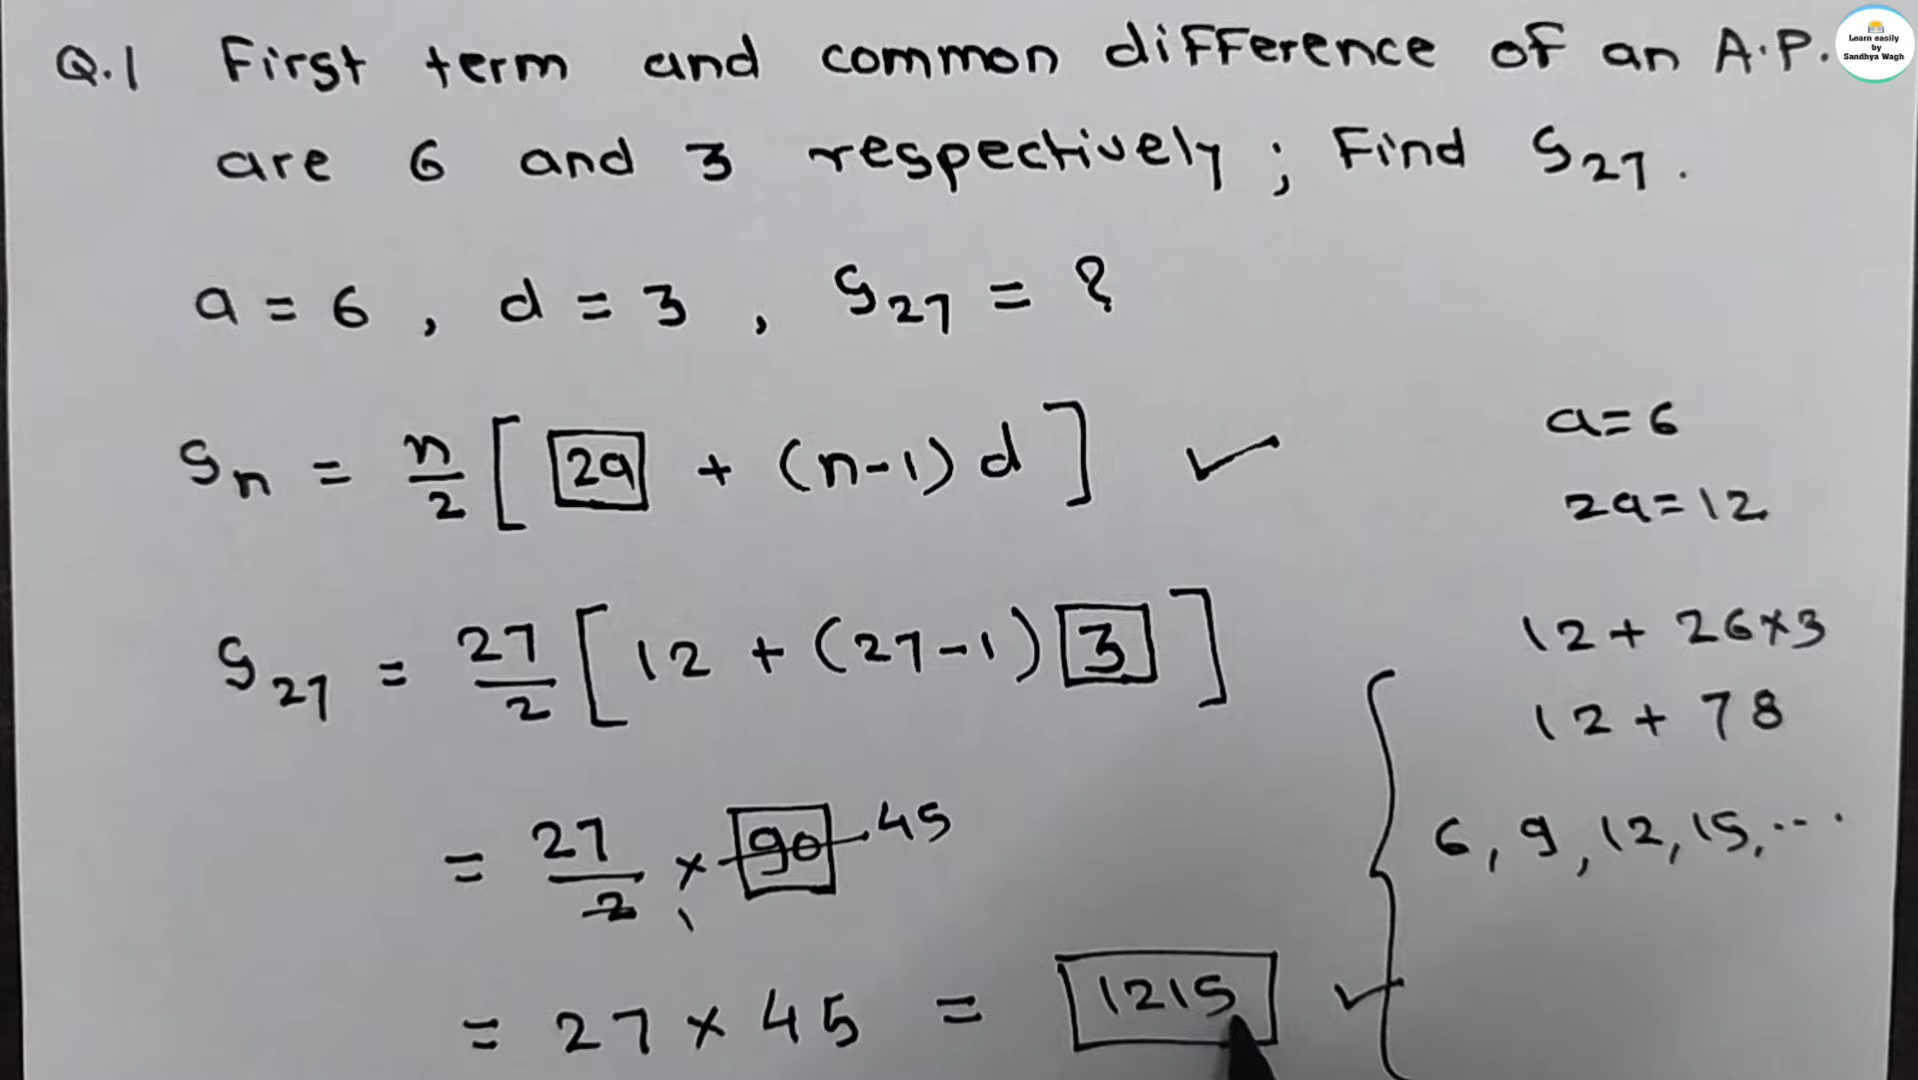 Q.1 First term and common difference of an A.P.
are 6 and 3 respectively ; Find S27 .
a = 6 , d = 3 , S27 = ?
Sn = n/2 [ 2a + (n-1) d ] ✓
S27 = 27/2 [ 12 + (27-1) 3 ]
= 27/2 × 90 45
1
= 27 × 45 = 1215 ✓
a = 6
2a = 12
12 + 26×3
12 + 78
6, 9, 12, 15, ...
Learn easily
by
Sandhya Wagh